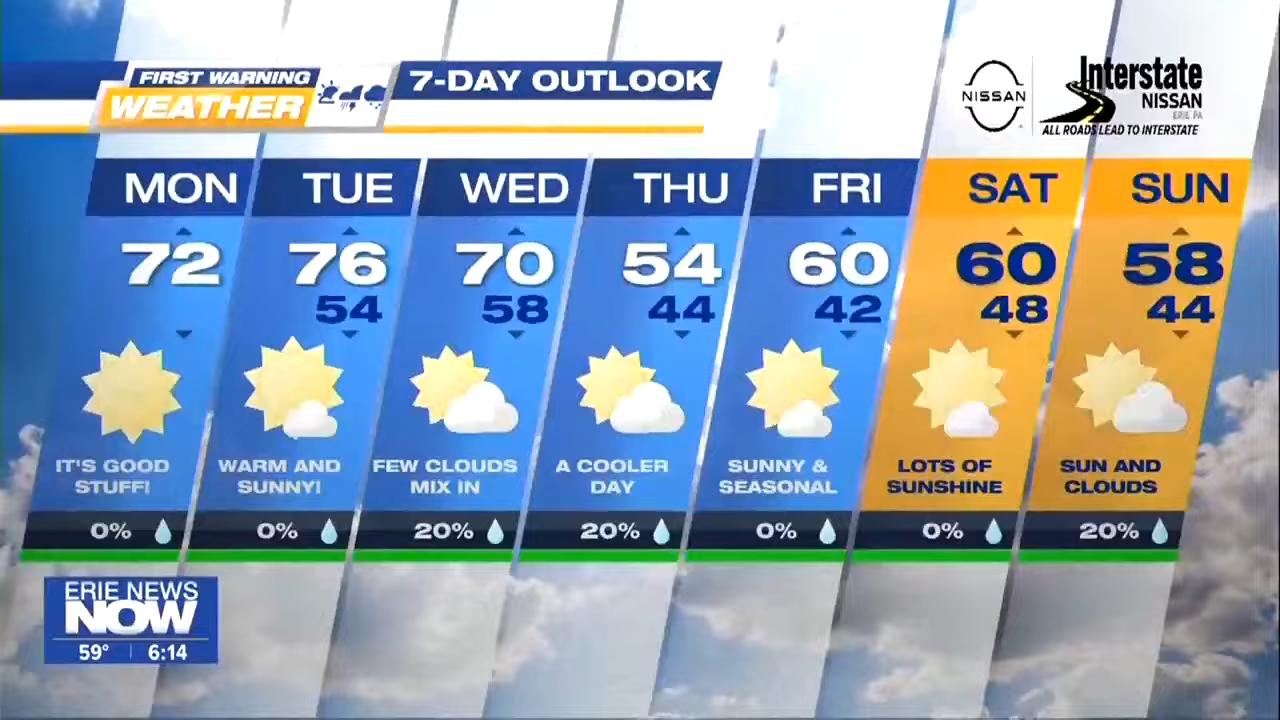 FIRST WARNING
WEATHER
7-DAY OUTLOOK
NISSAN
Interstate
NISSAN
ERIE, PA
ALL ROADS LEAD TO INTERSTATE
MON TUE WED THU FRI SAT SUN
72 76 70 54 60 60 58
54 58 44 42 48 44
IT'S GOOD STUFF!
WARM AND SUNNY!
FEW CLOUDS MIX IN
A COOLER DAY
SUNNY & SEASONAL
LOTS OF SUNSHINE
SUN AND CLOUDS
0% 0% 20% 20% 0% 0% 20%
ERIE NEWS
NOW
59° 6:14